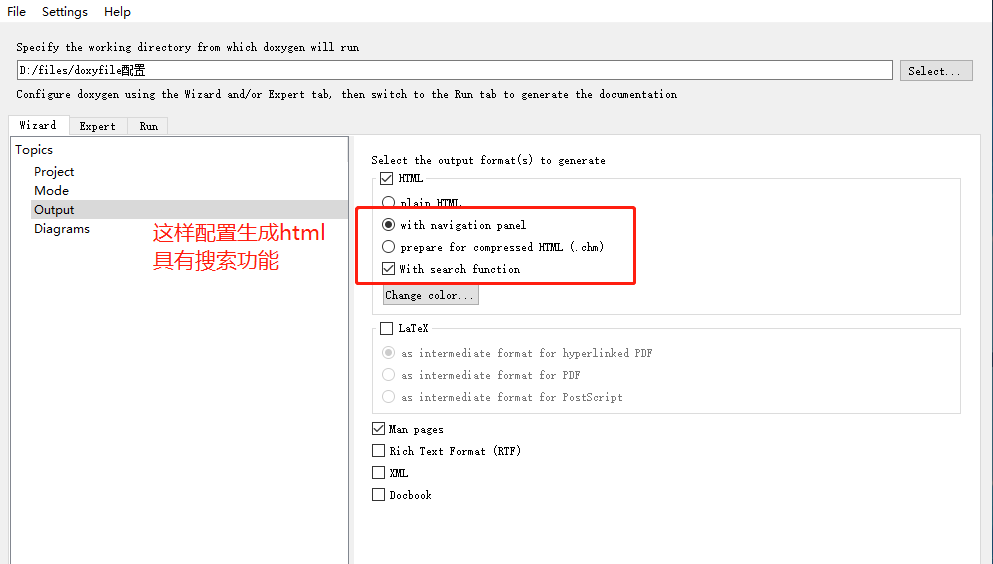 File Settings Help
Specify the working directory from which doxygen will run
D:/files/doxyfile配置
Select...
Configure doxygen using the Wizard and/or Expert tab, then switch to the Run tab to generate the documentation
Wizard Expert Run
Topics
Project
Mode
Output
Diagrams
这样配置生成html
具有搜索功能
Select the output format(s) to generate
HTML
plain HTML
with navigation panel
prepare for compressed HTML (.chm)
With search function
Change color...
LaTeX
as intermediate format for hyperlinked PDF
as intermediate format for PDF
as intermediate format for PostScript
Man pages
Rich Text Format (RTF)
XML
Docbook